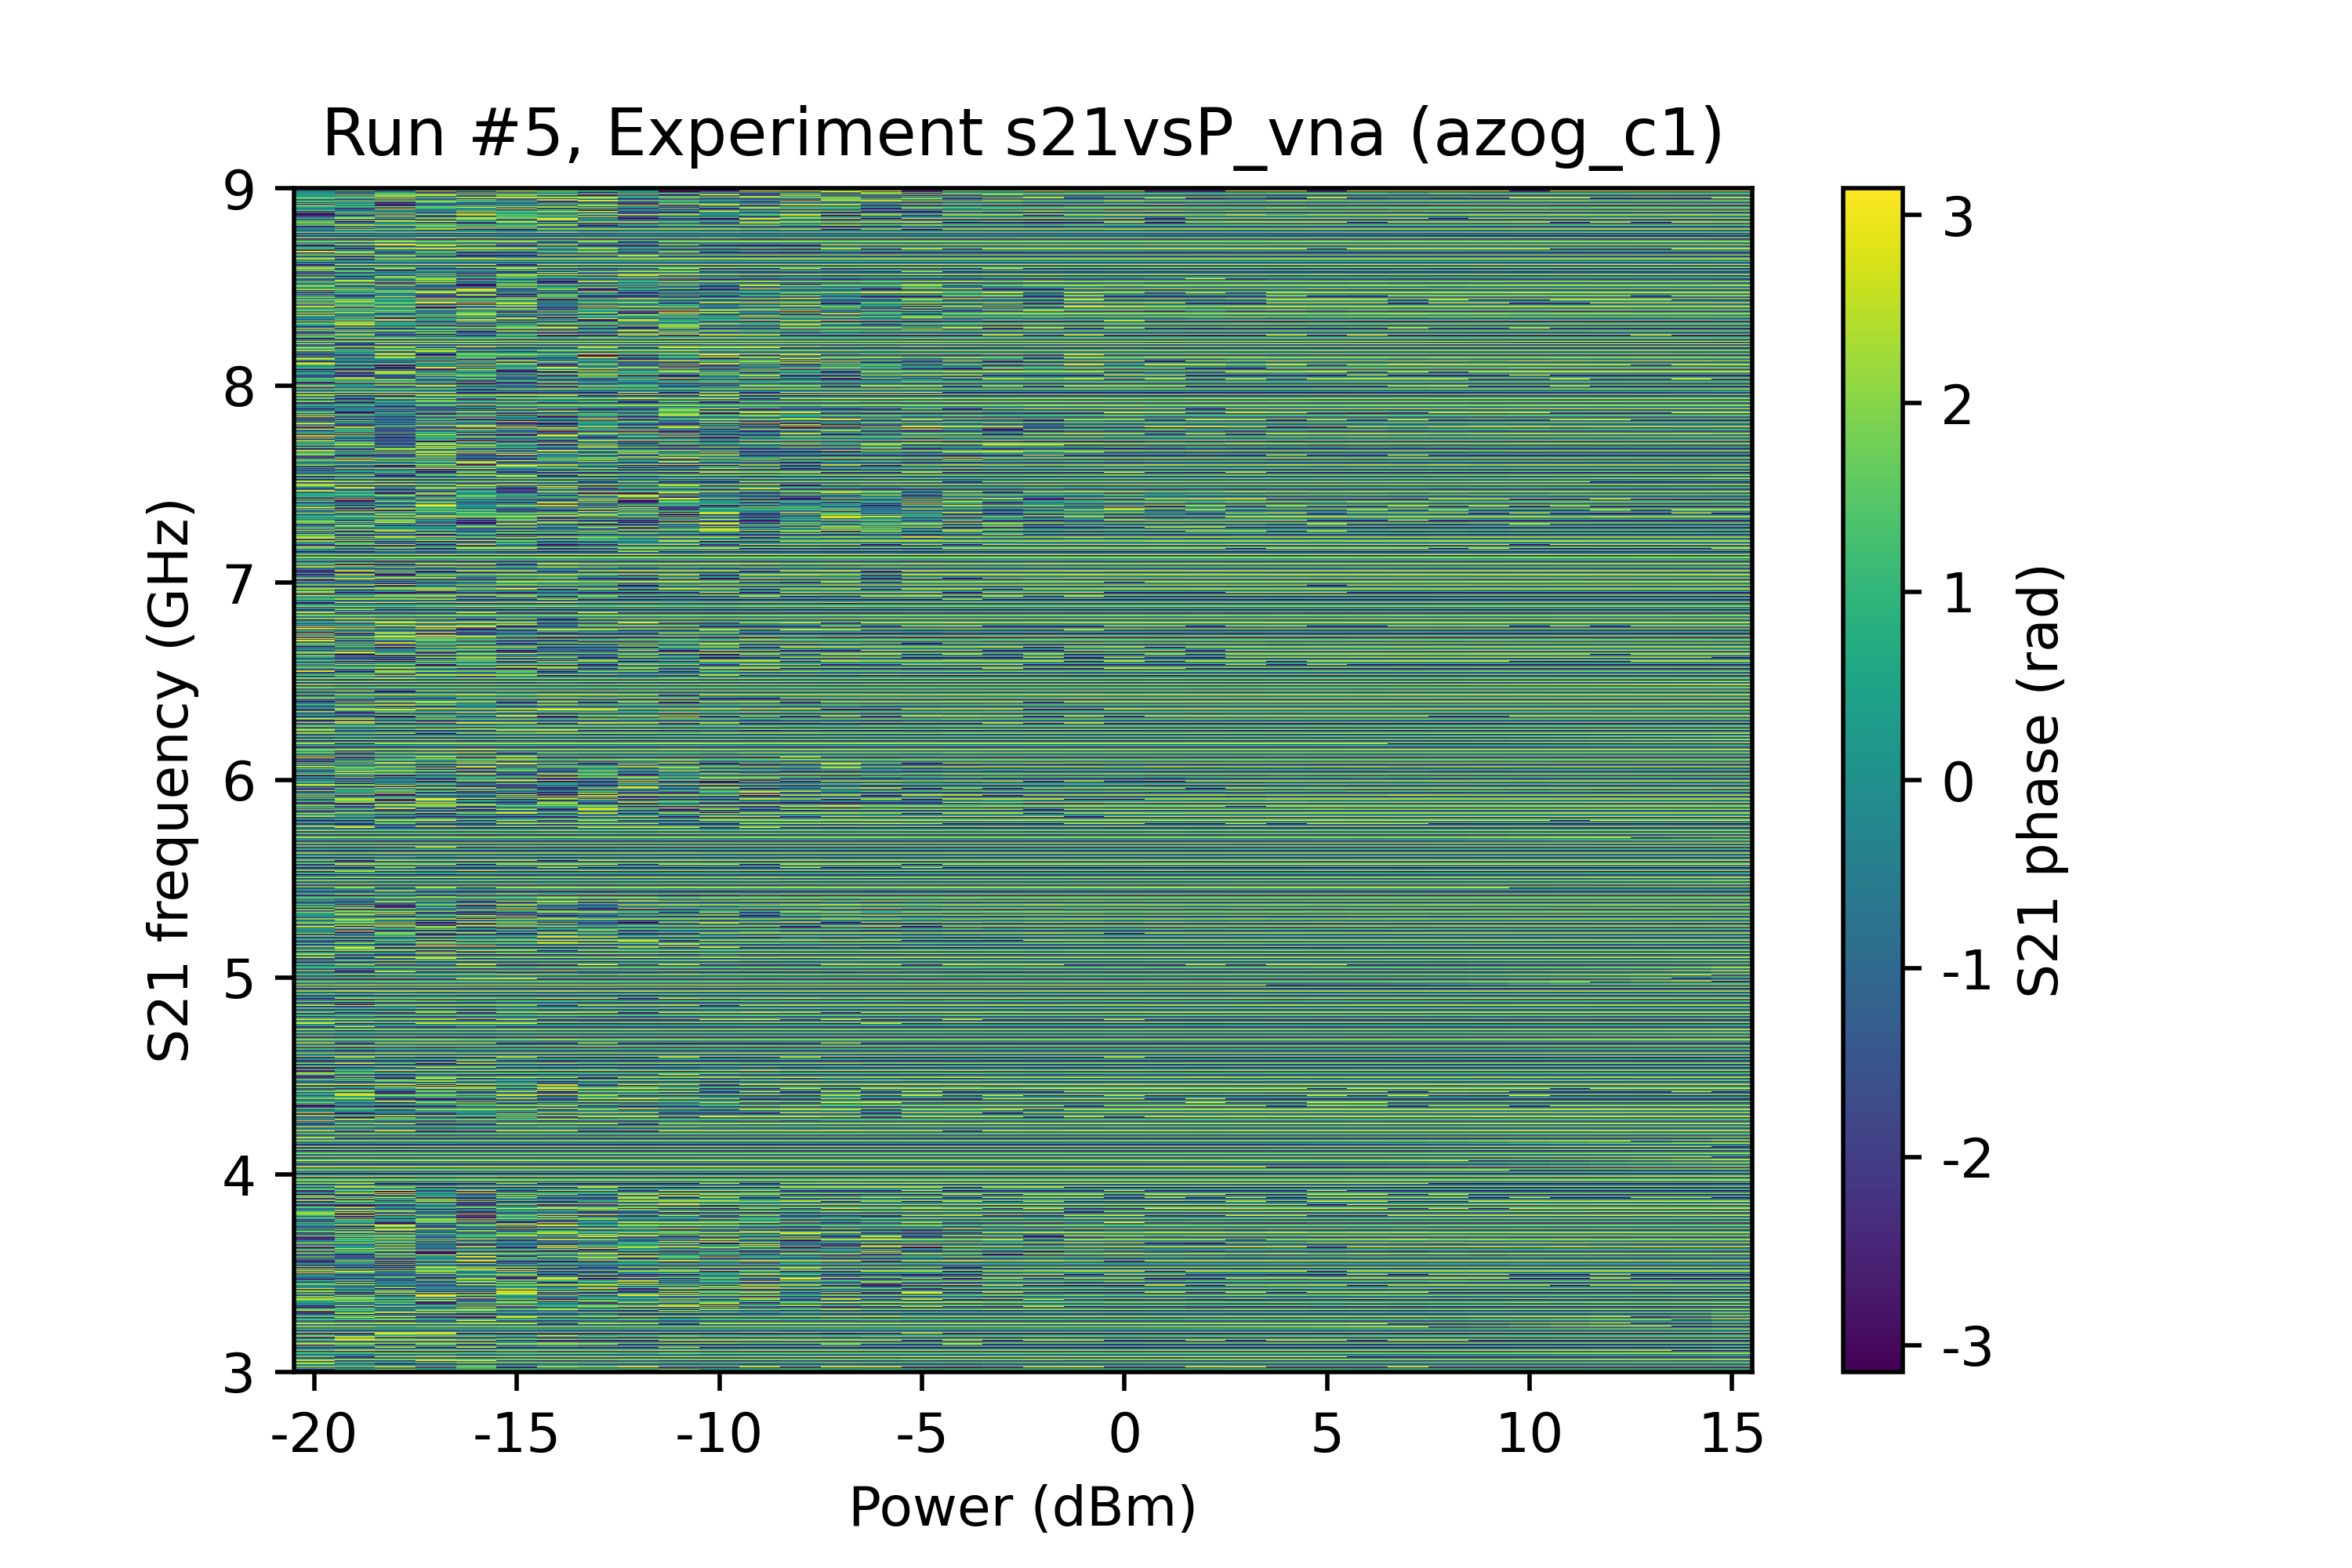 Run #5, Experiment s21vsP_vna (azog_c1)
S21 frequency (GHz)
9
8
7
6
5
4
3
-20 -15 -10 -5 0 5 10 15
Power (dBm)
3
2
1
0
-1
-2
-3
S21 phase (rad)